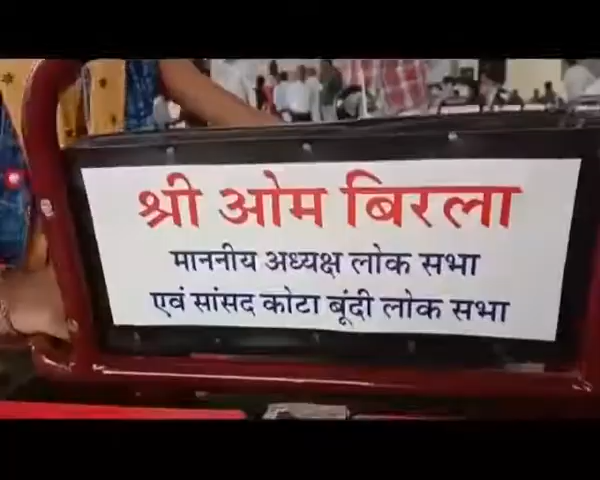 श्री ओम बिरला
माननीय अध्यक्ष लोक सभा
एवं सांसद कोटा बूंदी लोक सभा